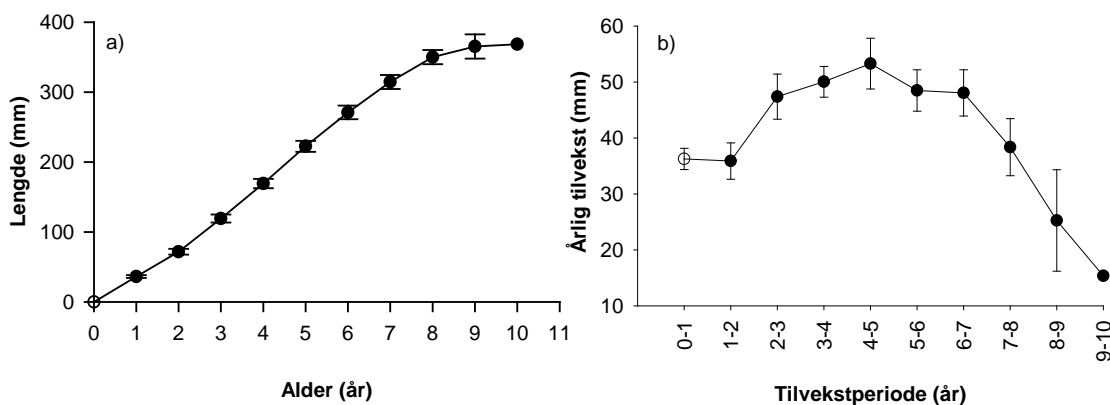 a)
Lengde (mm)
400
300
200
100
0
0 1 2 3 4 5 6 7 8 9 10 11
Alder (år)
b)
Årlig tilvekst (mm)
60
50
40
30
20
10
0-1 1-2 2-3 3-4 4-5 5-6 6-7 7-8 8-9 9-10
Tilvekstperiode (år)